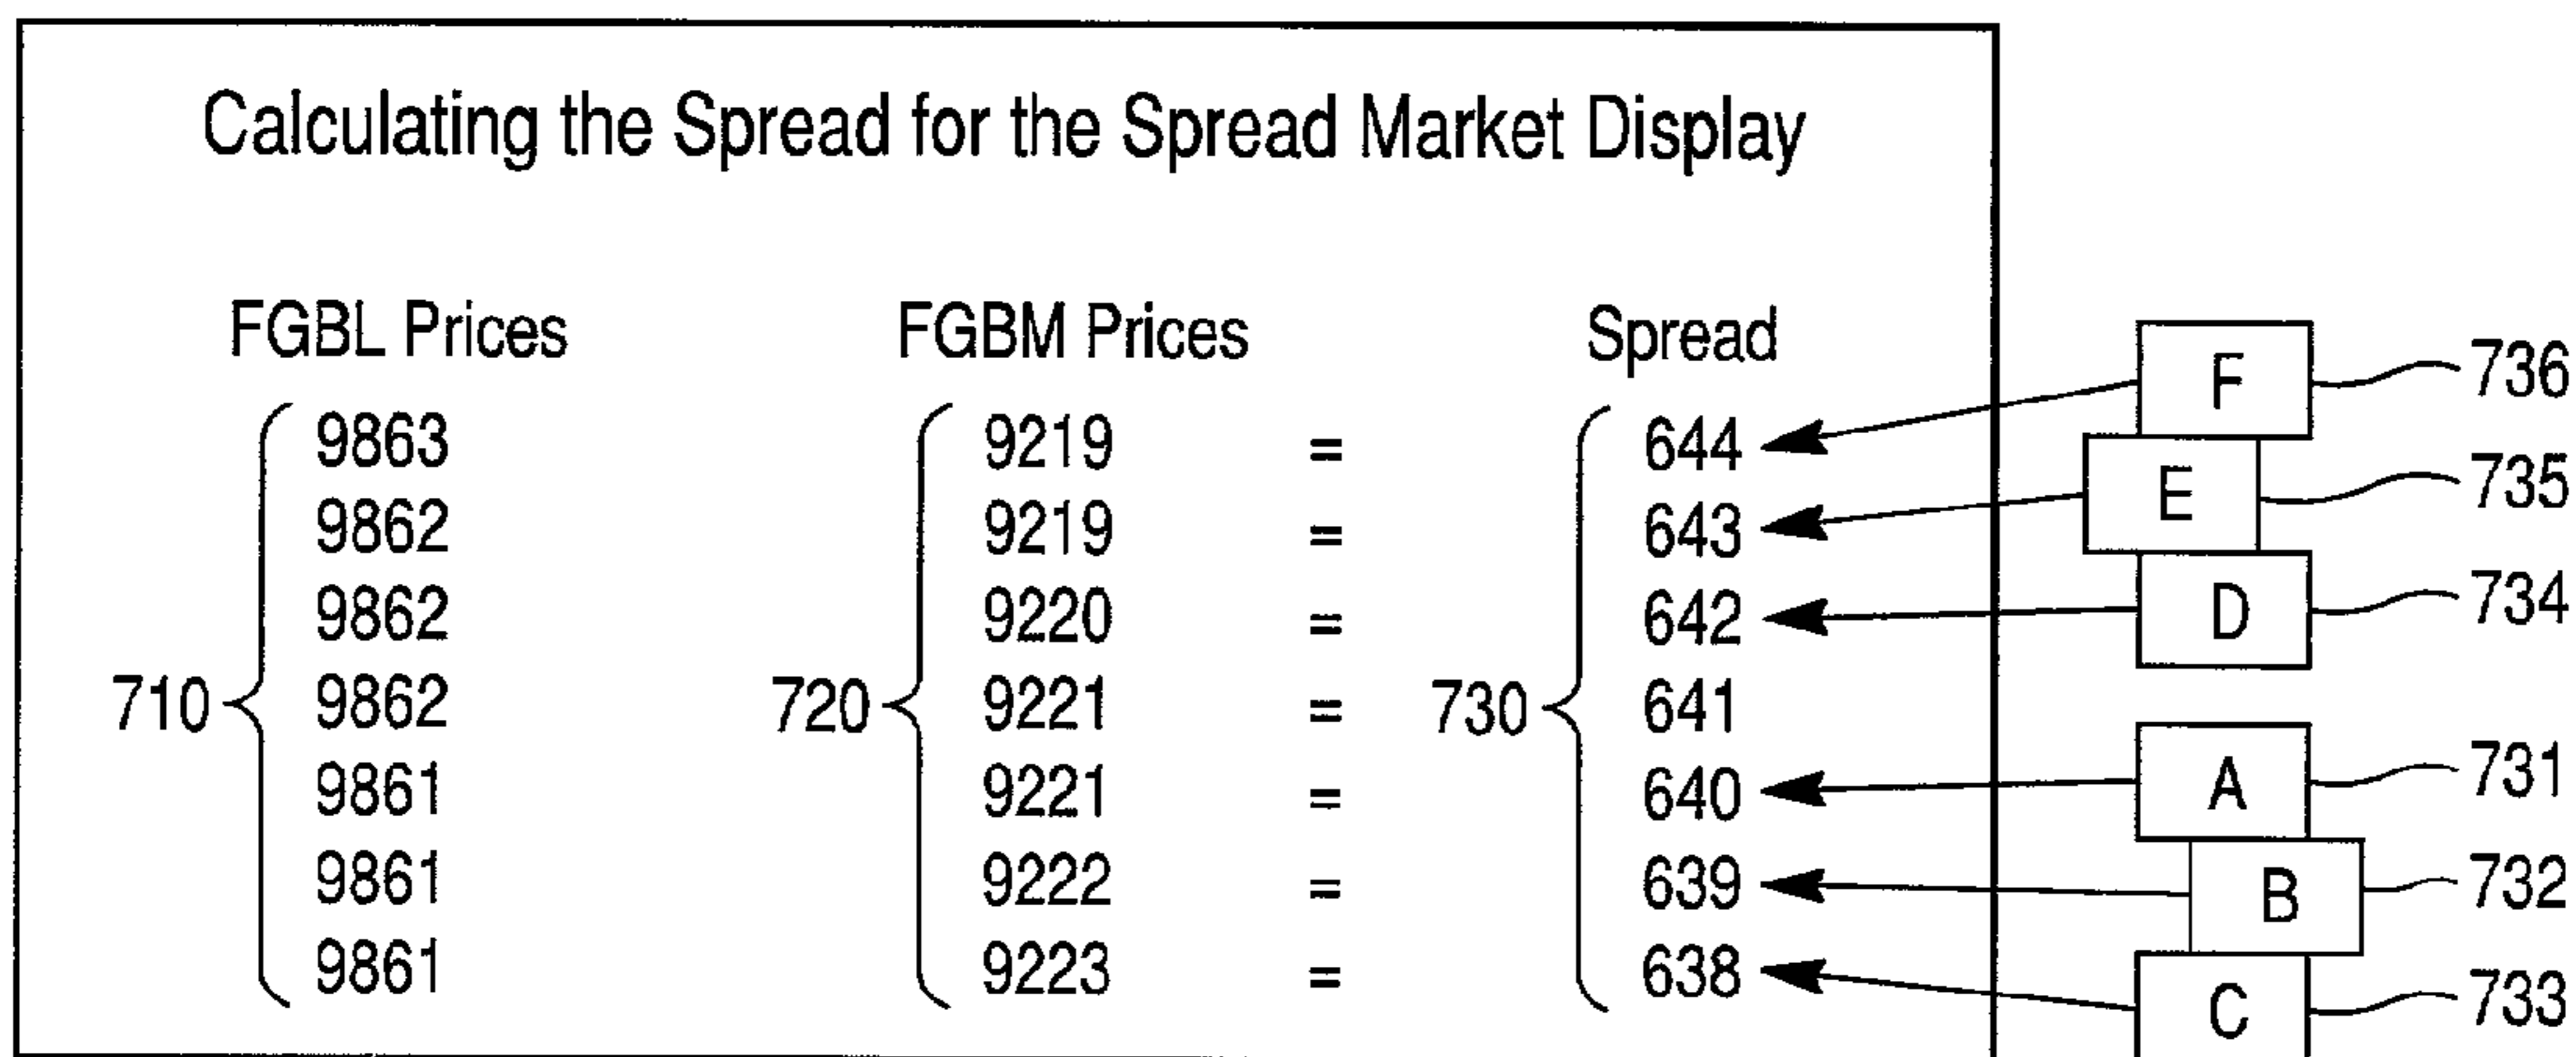 Calculating the Spread for the Spread Market Display
FGBL Prices FGBM Prices Spread
9863 9219 = 644 F 736
9862 9219 = 643 E 735
9862 9220 = 642 D 734
710 9862 720 9221 = 730 641
9861 9221 = 640 A 731
9861 9222 = 639 B 732
9861 9223 = 638 C 733